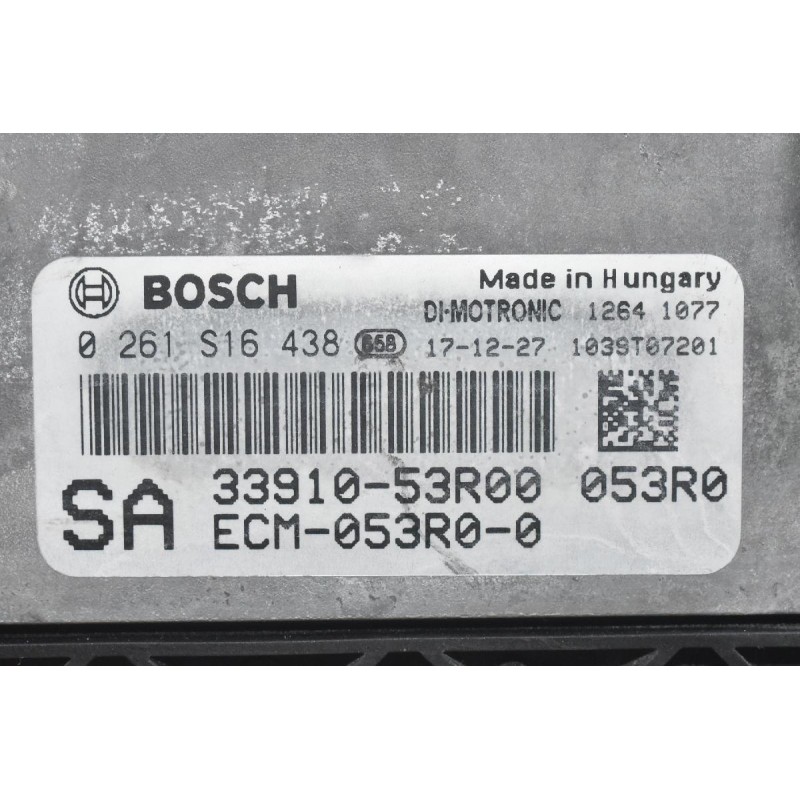 BOSCH Made in Hungary
DI-MOTRONIC 1264 1077
0 261 S16 438 658 17-12-27 1039T07201
SA 33910-53R00 053R0
ECM-053R0-0